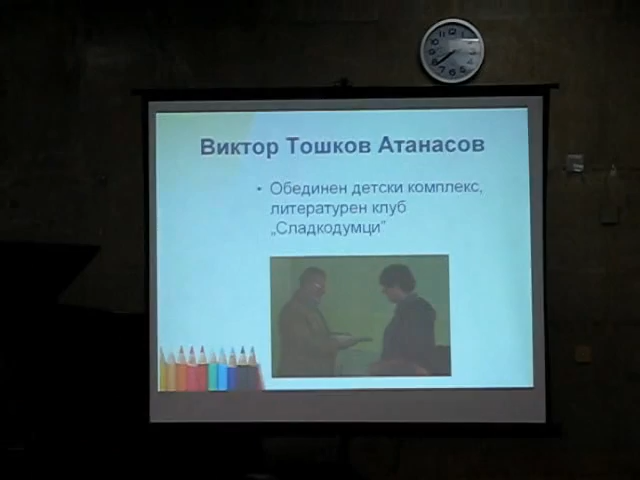 Виктор Тошков Атанасов
• Обединен детски комплекс,
литературен клуб
„Сладкодумци”